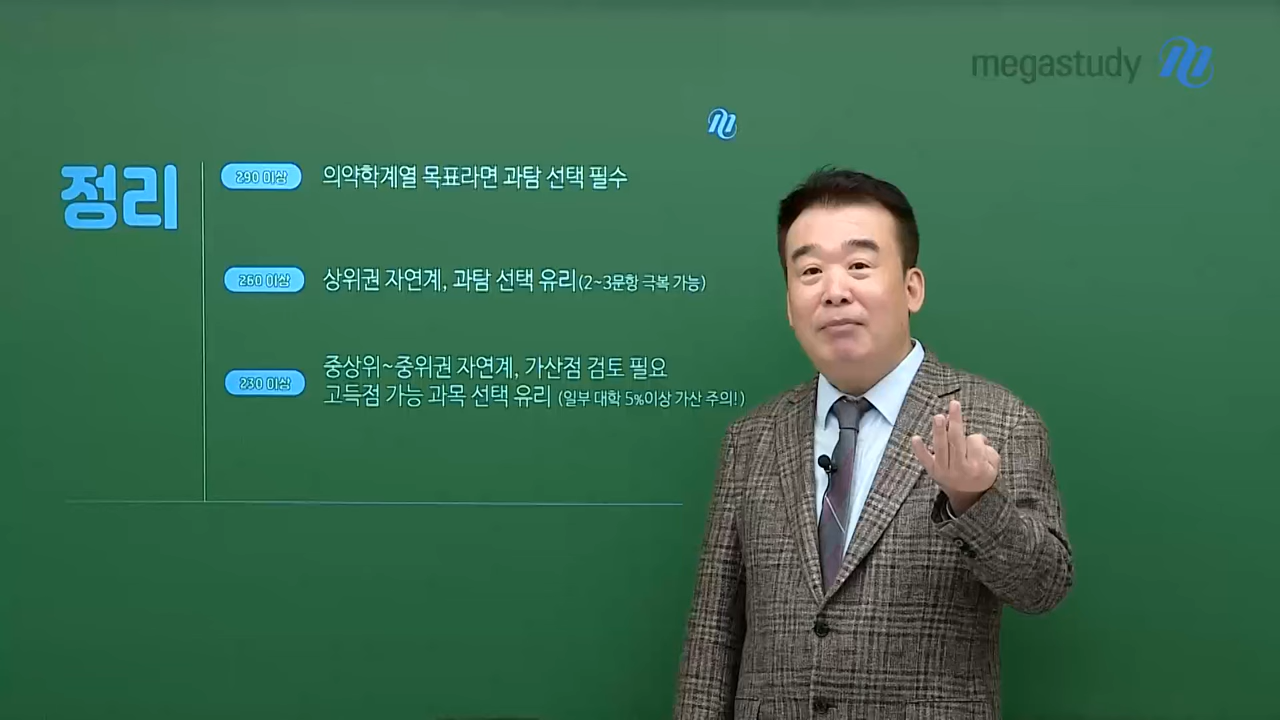 megastudy
정리
290 이상
의약학계열 목표라면 과탐 선택 필수
260 이상
상위권 자연계, 과탐 선택 유리(2~3문항 극복 가능)
230 이상
중상위~중위권 자연계, 가산점 검토 필요
고득점 가능 과목 선택 유리 (일부 대학 5%이상 가산 주의!)